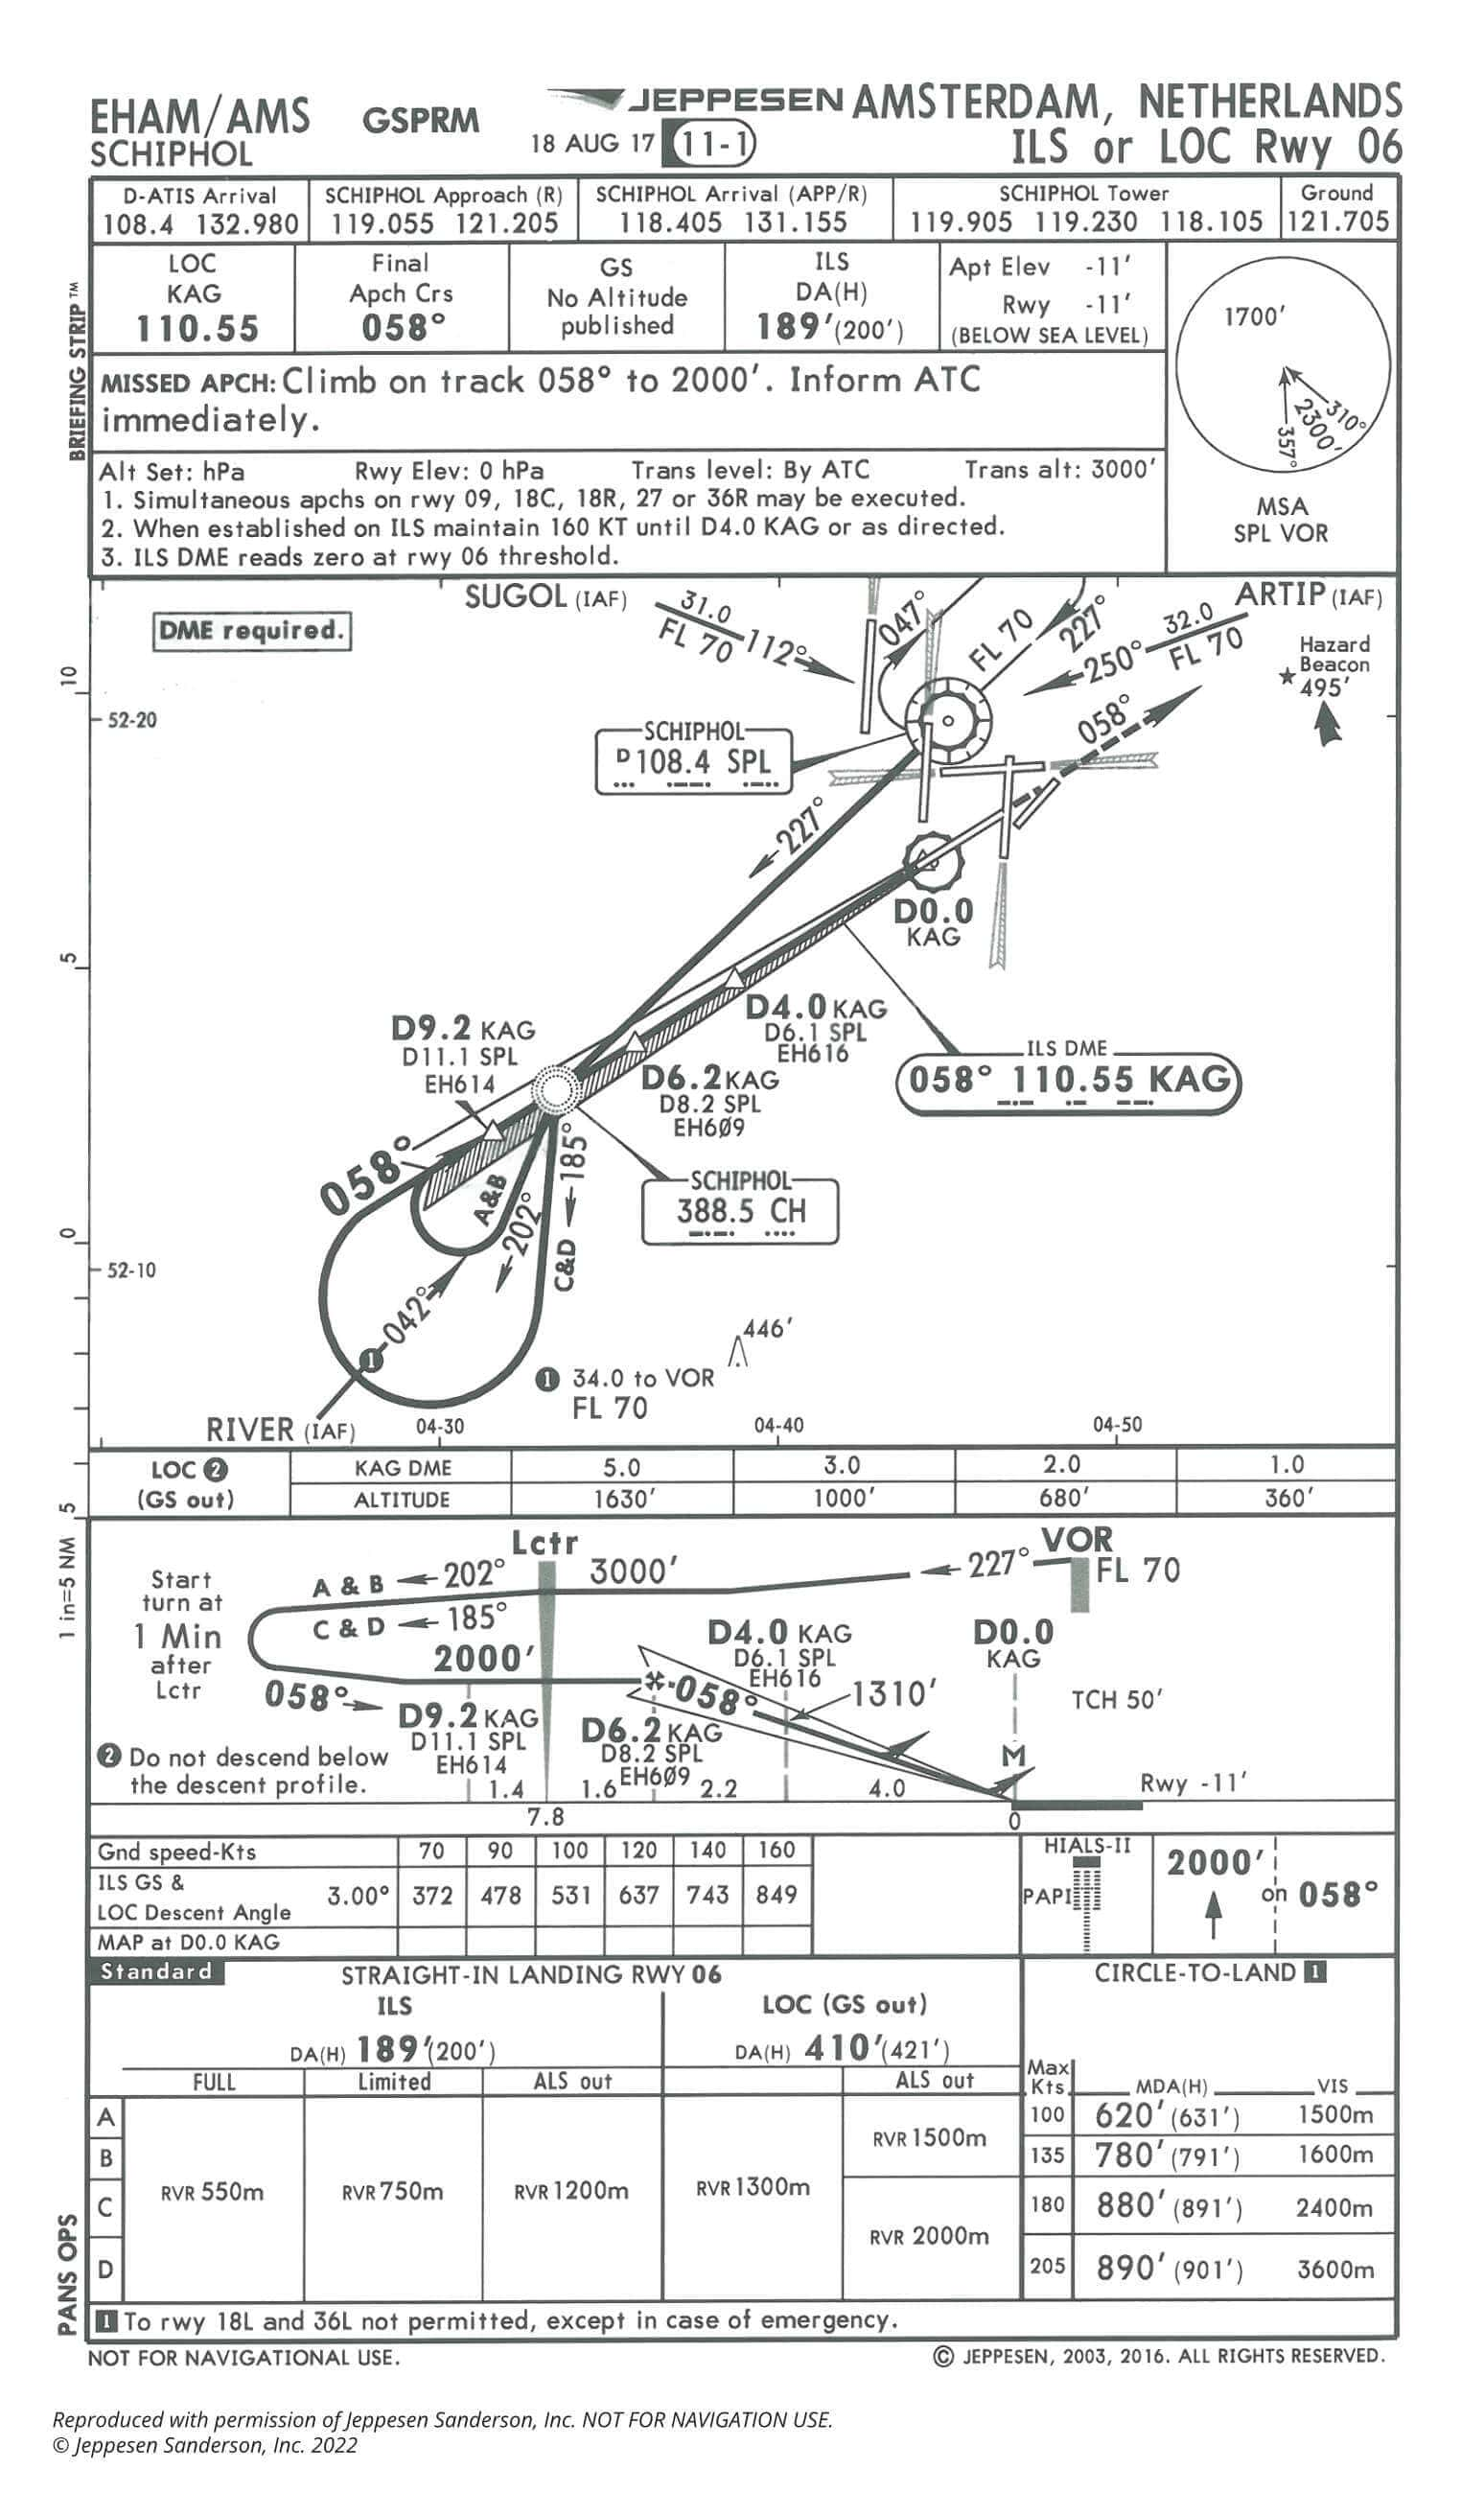 EHAM/AMS GSPRM JEPPESEN AMSTERDAM, NETHERLANDS
SCHIPHOL 18 AUG 17 11-1 ILS or LOC Rwy 06
BRIEFING STRIP™
D-ATIS Arrival SCHIPHOL Approach (R) SCHIPHOL Arrival (APP/R) SCHIPHOL Tower Ground
108.4 132.980 119.055 121.205 118.405 131.155 119.905 119.230 118.105 121.705
LOC
KAG
110.55
Final
Apch Crs
058°
GS
No Altitude
published
ILS
DA(H)
189'(200')
Apt Elev -11'
Rwy -11'
(BELOW SEA LEVEL)
1700'
310°
2300'
357°
MSA
SPL VOR
MISSED APCH: Climb on track 058° to 2000'. Inform ATC
immediately.
Alt Set: hPa Rwy Elev: 0 hPa Trans level: By ATC Trans alt: 3000'
1. Simultaneous apchs on rwy 09, 18C, 18R, 27 or 36R may be executed.
2. When established on ILS maintain 160 KT until D4.0 KAG or as directed.
3. ILS DME reads zero at rwy 06 threshold.
DME required.
SUGOL (IAF)
31.0
FL 70
112°
047°
FL 70
227°
ARTIP (IAF)
32.0
FL 70
250°
Hazard
Beacon
495'
058°
10
52-20
SCHIPHOL
D 108.4 SPL
227°
D0.0
KAG
5
D9.2 KAG
D11.1 SPL
EH614
D4.0 KAG
D6.1 SPL
EH616
D6.2 KAG
D8.2 SPL
EH6Ø9
ILS DME
058° 110.55 KAG
058°
SCHIPHOL
388.5 CH
A&B
202°
185°
C&D
0
52-10
042°
1
446'
1 34.0 to VOR
FL 70
RIVER (IAF)
04-30 04-40 04-50
5
1 in=5 NM
LOC 2
(GS out)
KAG DME 5.0 3.0 2.0 1.0
ALTITUDE 1630' 1000' 680' 360'
Lctr
VOR
FL 70
Start
turn at
1 Min
after
Lctr
A & B 202° 3000' 227°
C & D 185°
2000'
058°
D9.2 KAG
D11.1 SPL
EH614
D6.2 KAG
D8.2 SPL
EH6Ø9
058°
D4.0 KAG
D6.1 SPL
EH616
1310'
D0.0
KAG
TCH 50'
M
Rwy -11'
2 Do not descend below
the descent profile.
1.4 1.6 2.2 4.0
7.8 0
Gnd speed-Kts 70 90 100 120 140 160
ILS GS &
LOC Descent Angle 3.00° 372 478 531 637 743 849
MAP at D0.0 KAG
HIALS-II
PAPI
2000'
on 058°
Standard STRAIGHT-IN LANDING RWY 06 CIRCLE-TO-LAND 1
ILS LOC (GS out)
DA(H) 189'(200') DA(H) 410'(421')
FULL Limited ALS out ALS out
Max
Kts MDA(H) VIS
A
B
C
D
RVR 550m RVR 750m RVR 1200m RVR 1300m
RVR 1500m
RVR 2000m
100 620'(631') 1500m
135 780'(791') 1600m
180 880'(891') 2400m
205 890'(901') 3600m
PANS OPS
1 To rwy 18L and 36L not permitted, except in case of emergency.
NOT FOR NAVIGATIONAL USE. © JEPPESEN, 2003, 2016. ALL RIGHTS RESERVED.
Reproduced with permission of Jeppesen Sanderson, Inc. NOT FOR NAVIGATION USE.
© Jeppesen Sanderson, Inc. 2022